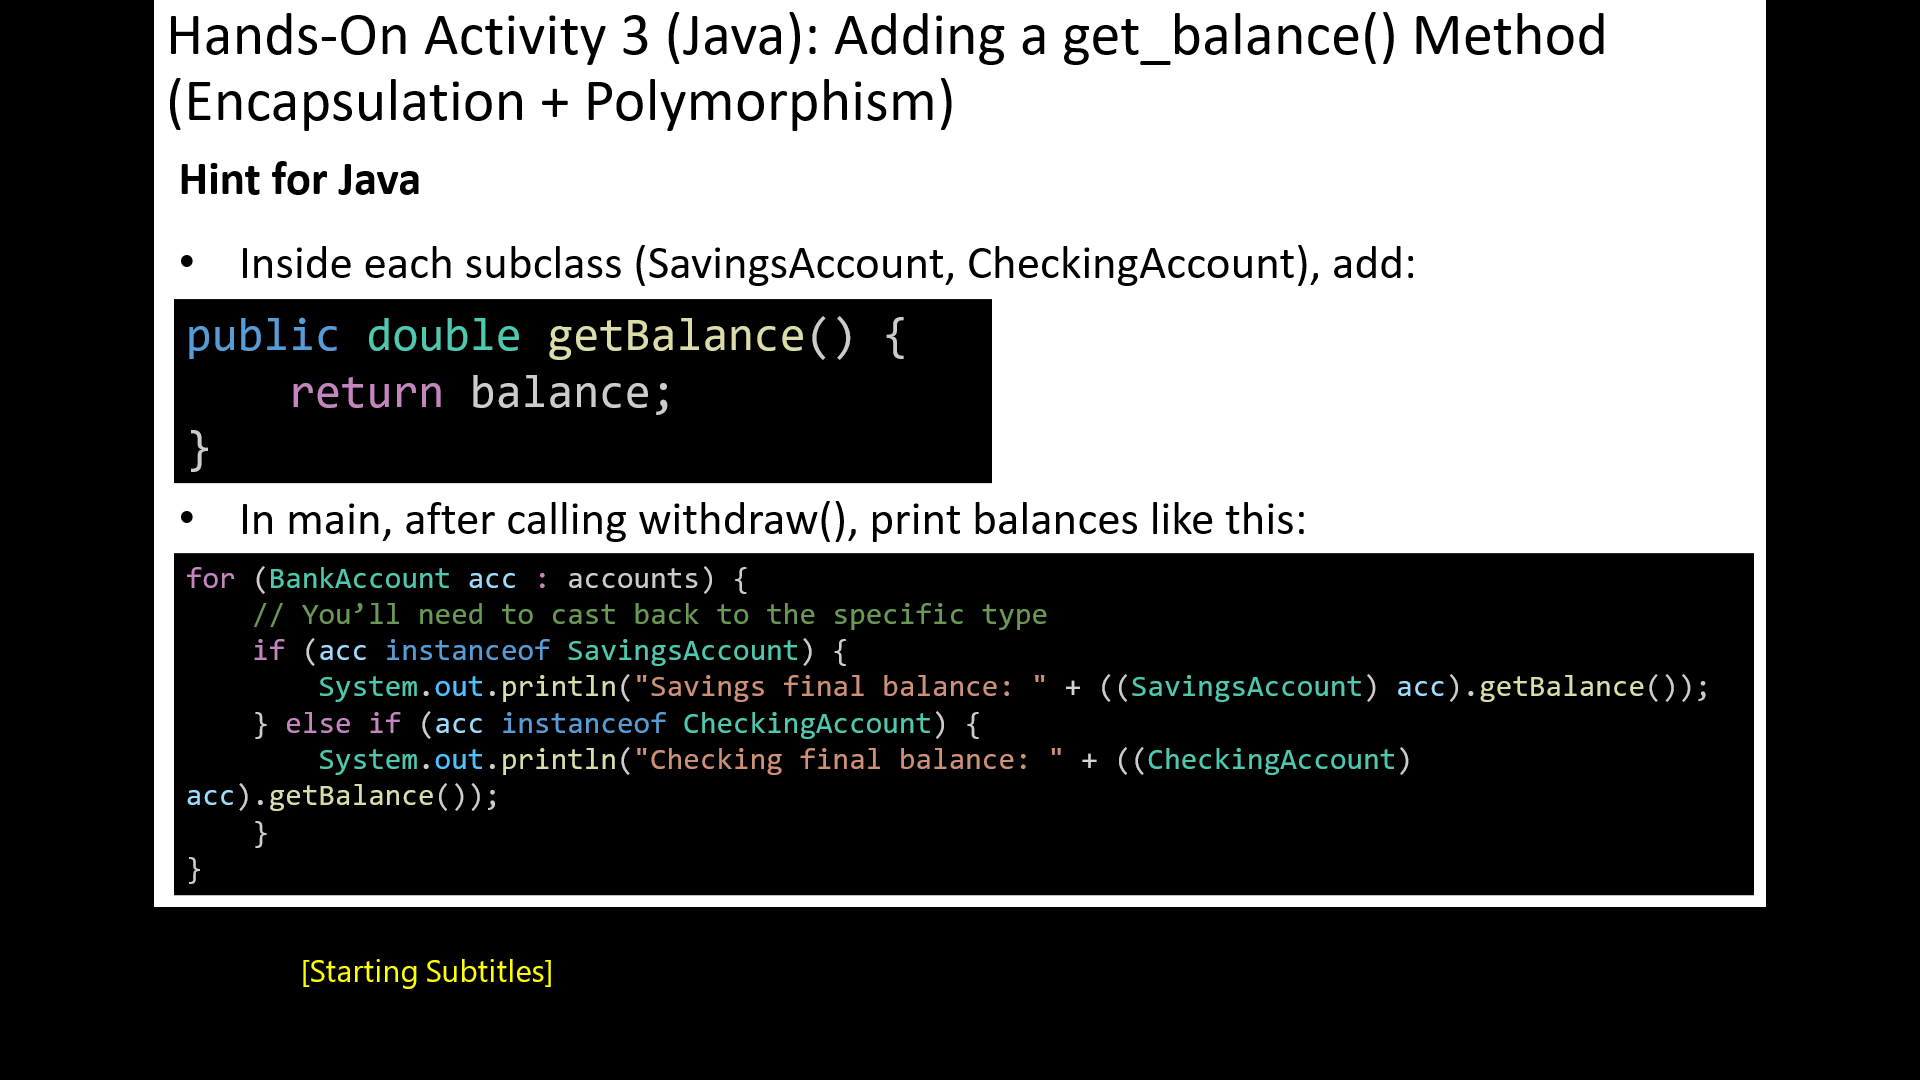 Hands-On Activity 3 (Java): Adding a get_balance() Method
(Encapsulation + Polymorphism)
Hint for Java
• Inside each subclass (SavingsAccount, CheckingAccount), add:
public double getBalance() {
    return balance;
}
• In main, after calling withdraw(), print balances like this:
for (BankAccount acc : accounts) {
    // You’ll need to cast back to the specific type
    if (acc instanceof SavingsAccount) {
        System.out.println("Savings final balance: " + ((SavingsAccount) acc).getBalance());
    } else if (acc instanceof CheckingAccount) {
        System.out.println("Checking final balance: " + ((CheckingAccount)
acc).getBalance());
    }
}
[Starting Subtitles]